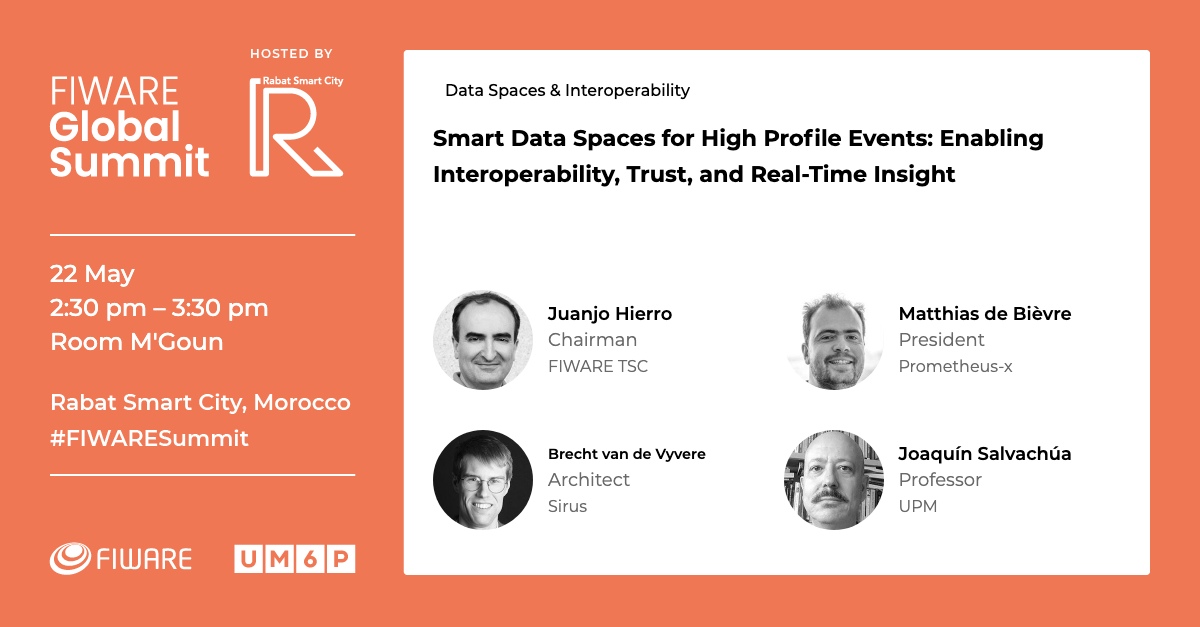 HOSTED BY
FIWARE
Global
Summit
Rabat Smart City
R
22 May
2:30 pm – 3:30 pm
Room M'Goun
Rabat Smart City, Morocco
#FIWARESummit
FIWARE
UM6P
Data Spaces & Interoperability
Smart Data Spaces for High Profile Events: Enabling
Interoperability, Trust, and Real-Time Insight
Juanjo Hierro
Chairman
FIWARE TSC
Matthias de Bièvre
President
Prometheus-x
Brecht van de Vyvere
Architect
Sirus
Joaquín Salvachúa
Professor
UPM